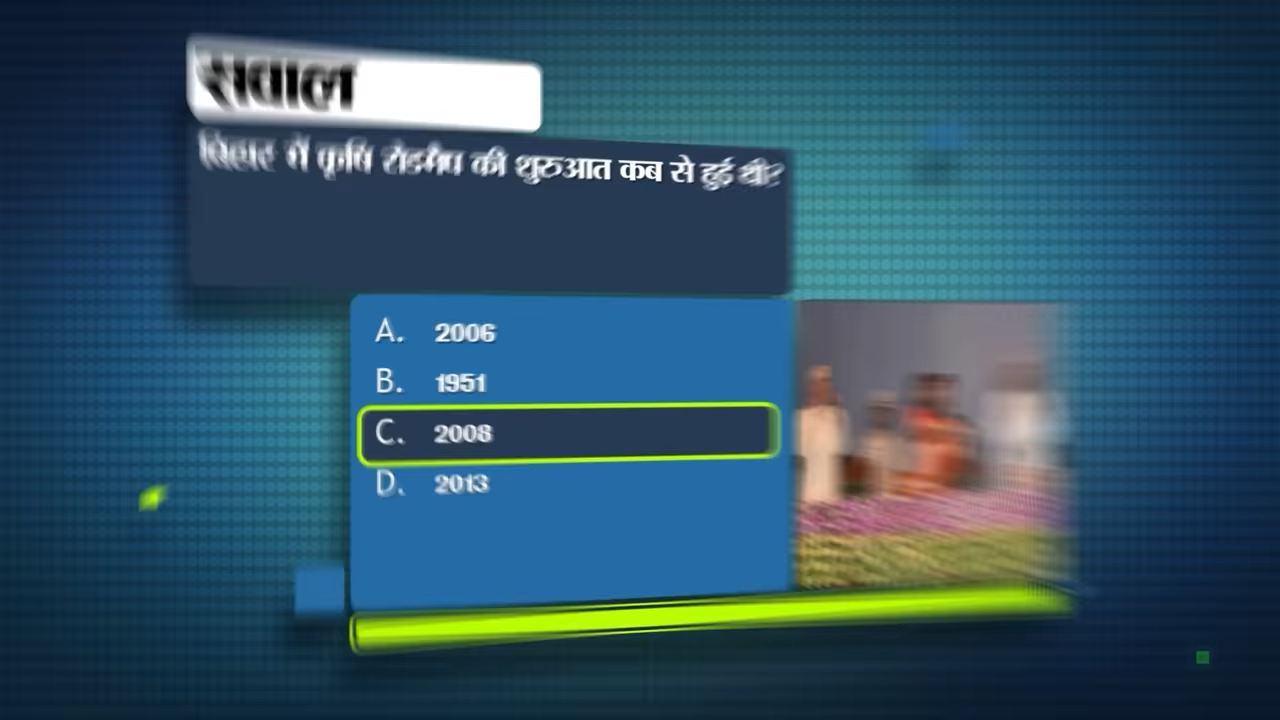 सवाल
बिहार में कृषि रोडमैप की शुरुआत कब से हुई थी?
A. 2006
B. 1951
C. 2008
D. 2013